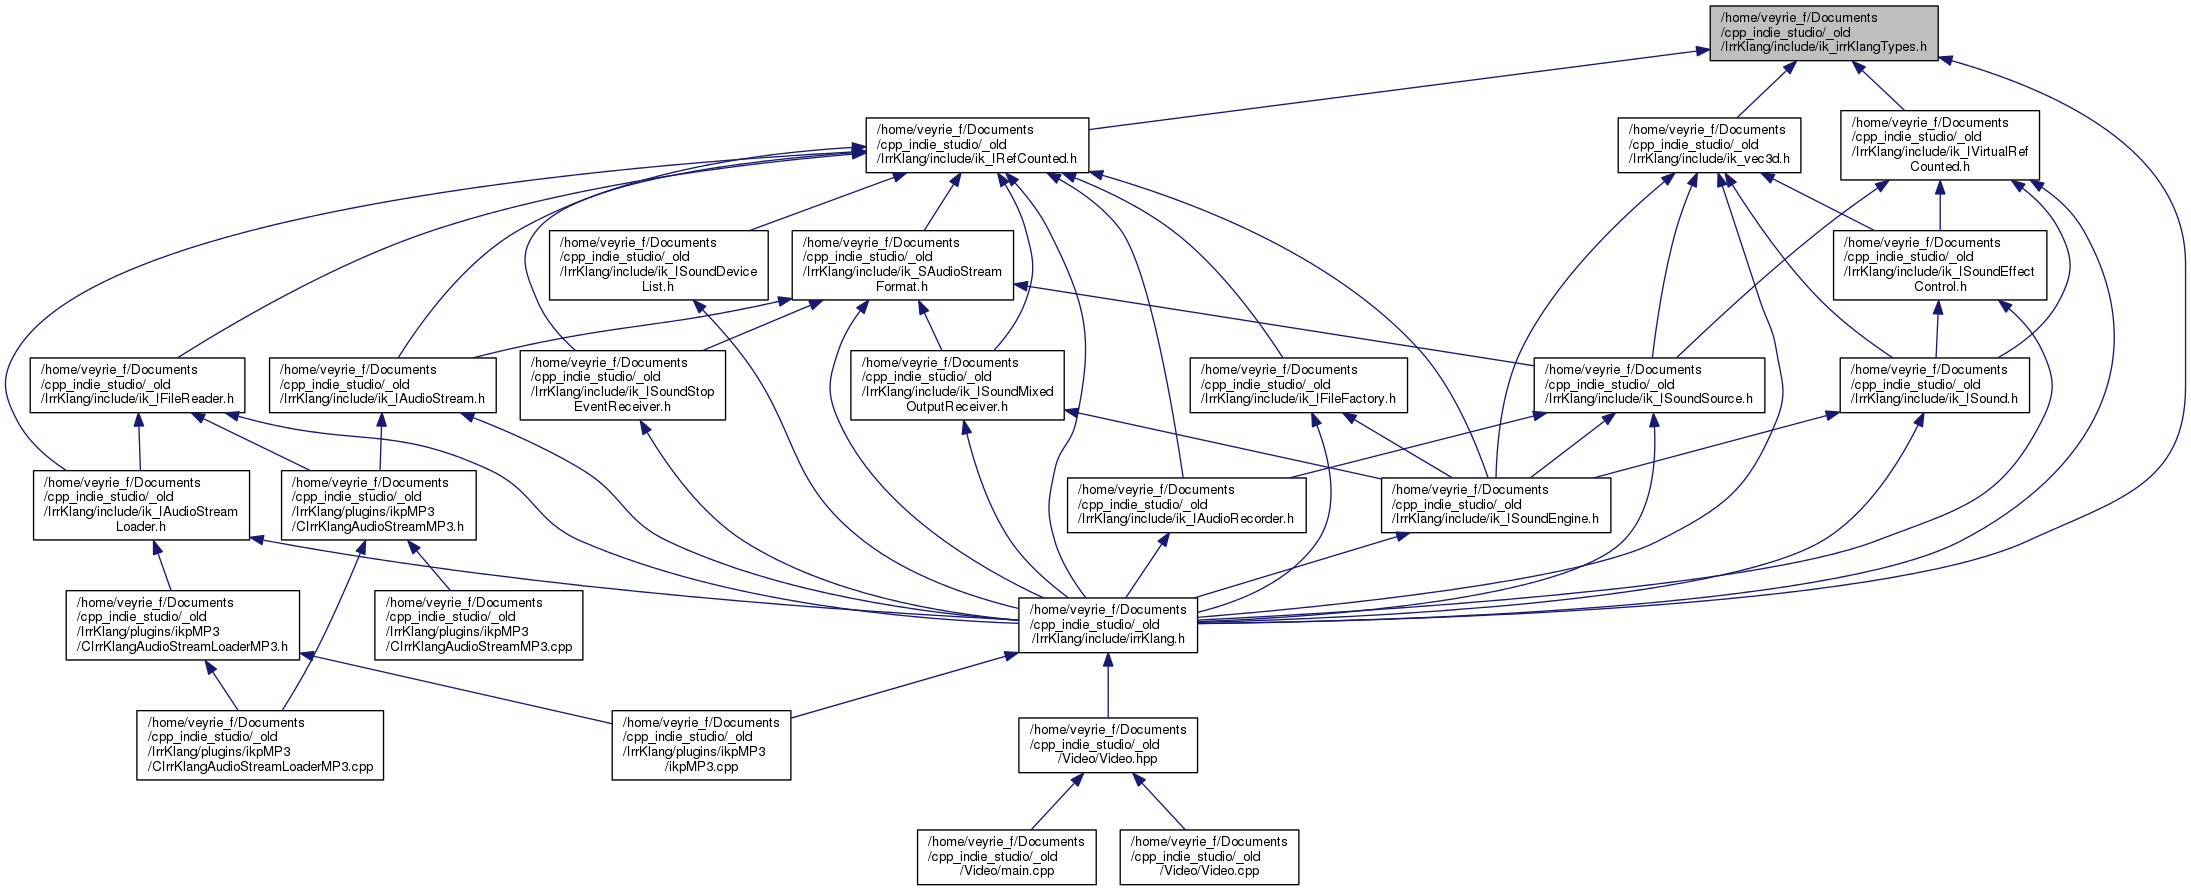 /home/veyrie_f/Documents
/cpp_indie_studio/_old
/IrrKlang/include/ik_irrKlangTypes.h
/home/veyrie_f/Documents
/cpp_indie_studio/_old
/IrrKlang/include/ik_IRefCounted.h
/home/veyrie_f/Documents
/cpp_indie_studio/_old
/IrrKlang/include/ik_vec3d.h
/home/veyrie_f/Documents
/cpp_indie_studio/_old
/IrrKlang/include/ik_IVirtualRef
Counted.h
/home/veyrie_f/Documents
/cpp_indie_studio/_old
/IrrKlang/include/ik_ISoundDevice
List.h
/home/veyrie_f/Documents
/cpp_indie_studio/_old
/IrrKlang/include/ik_SAudioStream
Format.h
/home/veyrie_f/Documents
/cpp_indie_studio/_old
/IrrKlang/include/ik_ISoundEffect
Control.h
/home/veyrie_f/Documents
/cpp_indie_studio/_old
/IrrKlang/include/ik_IFileReader.h
/home/veyrie_f/Documents
/cpp_indie_studio/_old
/IrrKlang/include/ik_IAudioStream.h
/home/veyrie_f/Documents
/cpp_indie_studio/_old
/IrrKlang/include/ik_ISoundStop
EventReceiver.h
/home/veyrie_f/Documents
/cpp_indie_studio/_old
/IrrKlang/include/ik_ISoundMixed
OutputReceiver.h
/home/veyrie_f/Documents
/cpp_indie_studio/_old
/IrrKlang/include/ik_IFileFactory.h
/home/veyrie_f/Documents
/cpp_indie_studio/_old
/IrrKlang/include/ik_ISoundSource.h
/home/veyrie_f/Documents
/cpp_indie_studio/_old
/IrrKlang/include/ik_ISound.h
/home/veyrie_f/Documents
/cpp_indie_studio/_old
/IrrKlang/include/ik_IAudioStream
Loader.h
/home/veyrie_f/Documents
/cpp_indie_studio/_old
/IrrKlang/plugins/ikpMP3
/CIrrKlangAudioStreamMP3.h
/home/veyrie_f/Documents
/cpp_indie_studio/_old
/IrrKlang/include/ik_IAudioRecorder.h
/home/veyrie_f/Documents
/cpp_indie_studio/_old
/IrrKlang/include/ik_ISoundEngine.h
/home/veyrie_f/Documents
/cpp_indie_studio/_old
/IrrKlang/plugins/ikpMP3
/CIrrKlangAudioStreamLoaderMP3.h
/home/veyrie_f/Documents
/cpp_indie_studio/_old
/IrrKlang/plugins/ikpMP3
/CIrrKlangAudioStreamMP3.cpp
/home/veyrie_f/Documents
/cpp_indie_studio/_old
/IrrKlang/include/irrKlang.h
/home/veyrie_f/Documents
/cpp_indie_studio/_old
/IrrKlang/plugins/ikpMP3
/CIrrKlangAudioStreamLoaderMP3.cpp
/home/veyrie_f/Documents
/cpp_indie_studio/_old
/IrrKlang/plugins/ikpMP3
/ikpMP3.cpp
/home/veyrie_f/Documents
/cpp_indie_studio/_old
/Video/Video.hpp
/home/veyrie_f/Documents
/cpp_indie_studio/_old
/Video/main.cpp
/home/veyrie_f/Documents
/cpp_indie_studio/_old
/Video/Video.cpp